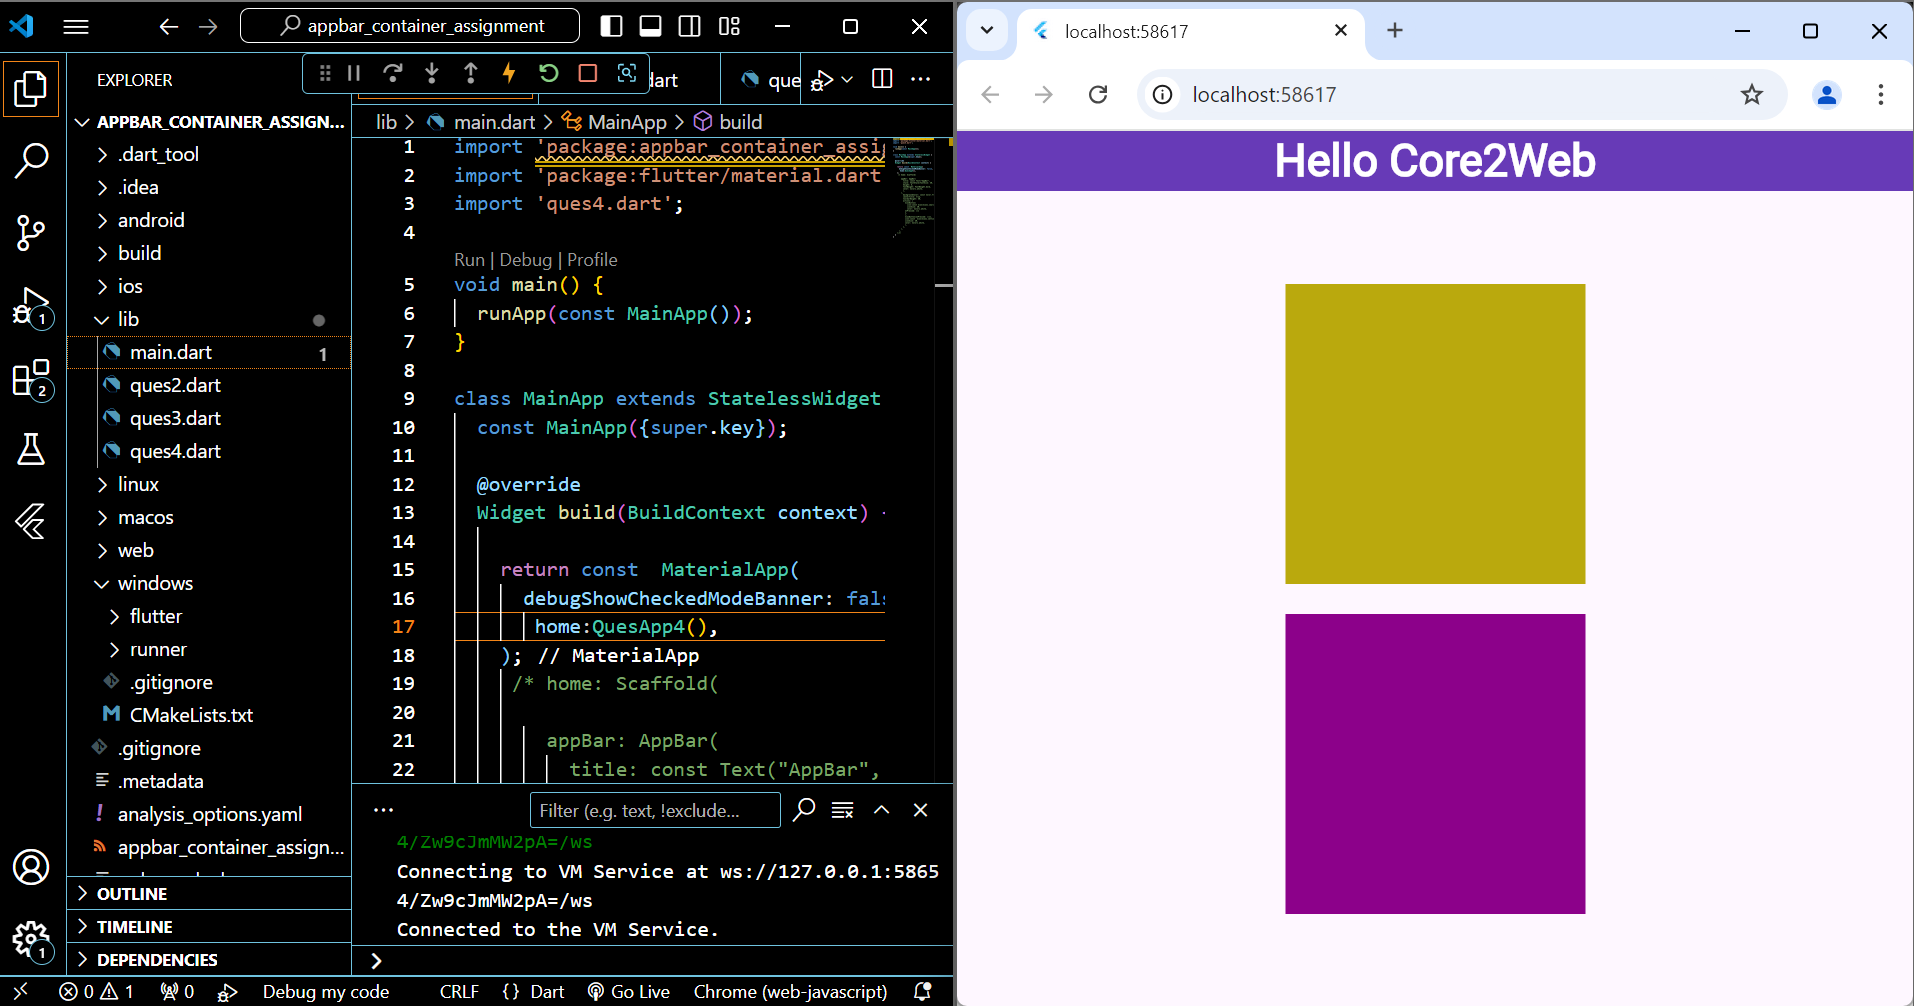 appbar_container_assignment
EXPLORER
dart
que
APPBAR_CONTAINER_ASSIGN...
.dart_tool
.idea
android
build
ios
lib
main.dart 1
ques2.dart
ques3.dart
ques4.dart
linux
macos
web
windows
flutter
runner
.gitignore
CMakeLists.txt
.gitignore
.metadata
analysis_options.yaml
appbar_container_assign...
OUTLINE
TIMELINE
DEPENDENCIES
1
2
1
lib > main.dart > MainApp > build
1 import 'package:appbar_container_assig
2 import 'package:flutter/material.dart
3 import 'ques4.dart';
4
Run | Debug | Profile
5 void main() {
6 runApp(const MainApp());
7 }
8
9 class MainApp extends StatelessWidget
10 const MainApp({super.key});
11
12 @override
13 Widget build(BuildContext context)
14
15 return const  MaterialApp(
16 debugShowCheckedModeBanner: fals
17 home:QuesApp4(),
18 ); // MaterialApp
19 /* home: Scaffold(
20
21 appBar: AppBar(
22 title: const Text("AppBar",
Filter (e.g. text, !exclude...
4/Zw9cJmMW2pA=/ws
Connecting to VM Service at ws://127.0.0.1:5865
4/Zw9cJmMW2pA=/ws
Connected to the VM Service.
0 1 0 Debug my code CRLF {} Dart Go Live Chrome (web-javascript)
localhost:58617
localhost:58617
Hello Core2Web